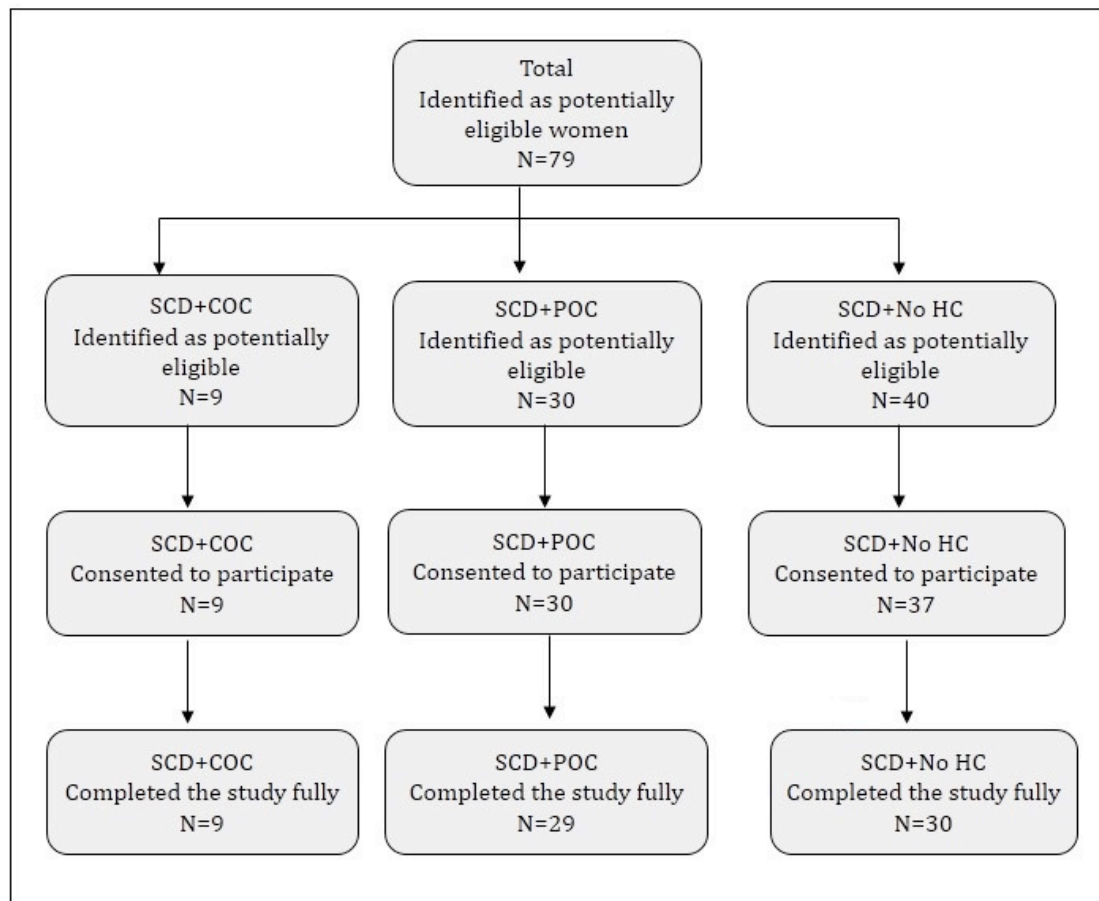 Total
Identified as potentially
eligible women
N=79
SCD+COC
Identified as potentially
eligible
N=9
SCD+POC
Identified as potentially
eligible
N=30
SCD+No HC
Identified as potentially
eligible
N=40
SCD+COC
Consented to participate
N=9
SCD+POC
Consented to participate
N=30
SCD+No HC
Consented to participate
N=37
SCD+COC
Completed the study fully
N=9
SCD+POC
Completed the study fully
N=29
SCD+No HC
Completed the study fully
N=30